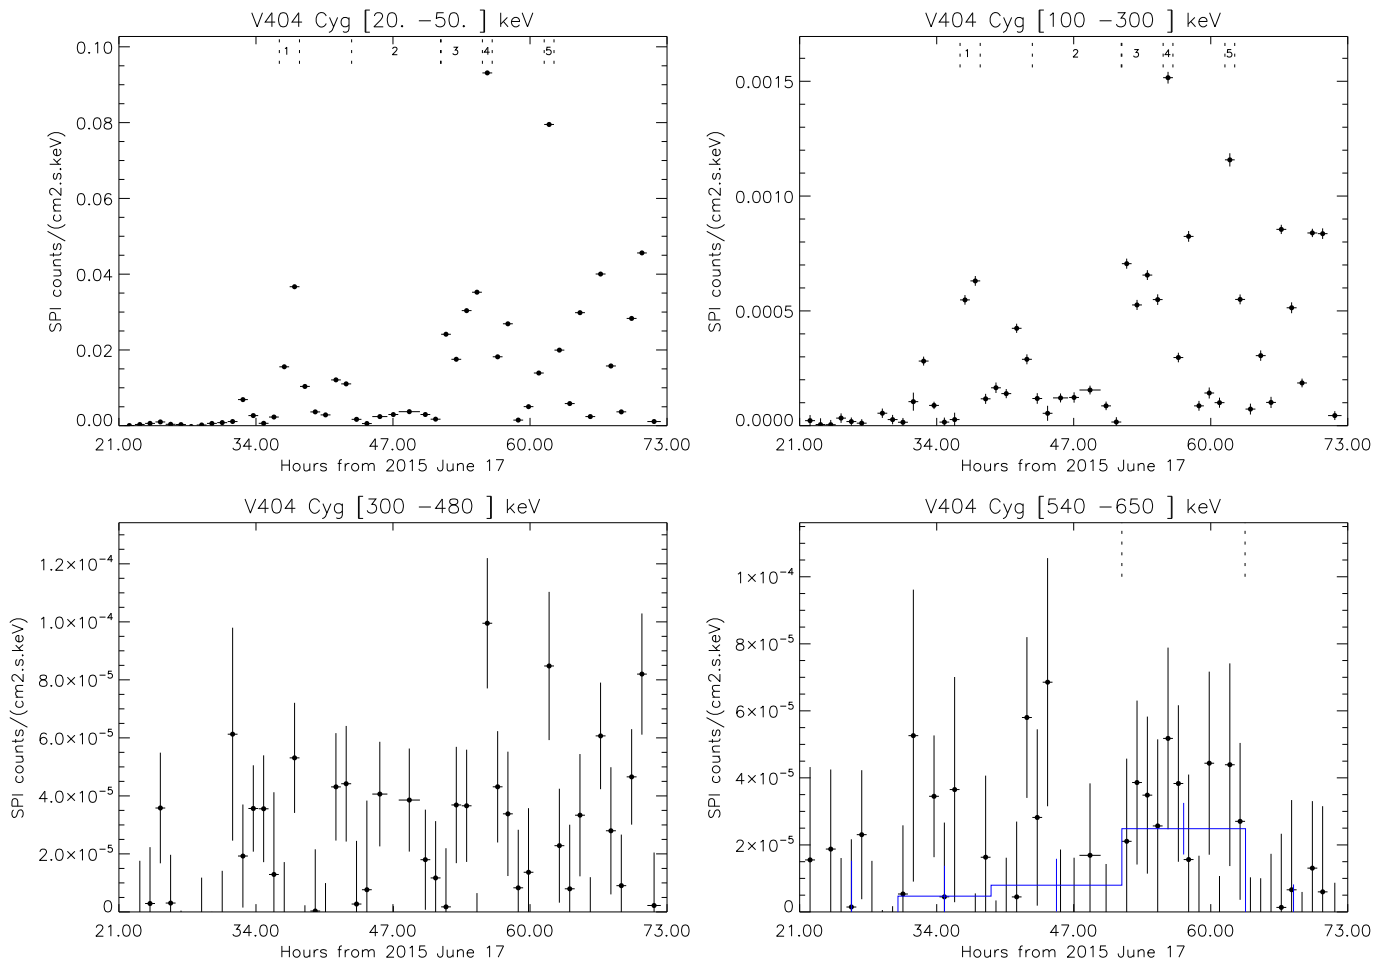 V404 Cyg [20. −50. ] keV
1 2 3 4 5
SPI counts/(cm2.s.keV)
0.10
0.08
0.06
0.04
0.02
0.00
21.00 34.00 47.00 60.00 73.00
Hours from 2015 June 17
V404 Cyg [100 −300 ] keV
1 2 3 4 5
SPI counts/(cm2.s.keV)
0.0015
0.0010
0.0005
0.0000
21.00 34.00 47.00 60.00 73.00
Hours from 2015 June 17
V404 Cyg [300 −480 ] keV
SPI counts/(cm2.s.keV)
1.2×10⁻⁴
1.0×10⁻⁴
8.0×10⁻⁵
6.0×10⁻⁵
4.0×10⁻⁵
2.0×10⁻⁵
0
21.00 34.00 47.00 60.00 73.00
Hours from 2015 June 17
V404 Cyg [540 −650 ] keV
SPI counts/(cm2.s.keV)
1×10⁻⁴
8×10⁻⁵
6×10⁻⁵
4×10⁻⁵
2×10⁻⁵
0
21.00 34.00 47.00 60.00 73.00
Hours from 2015 June 17